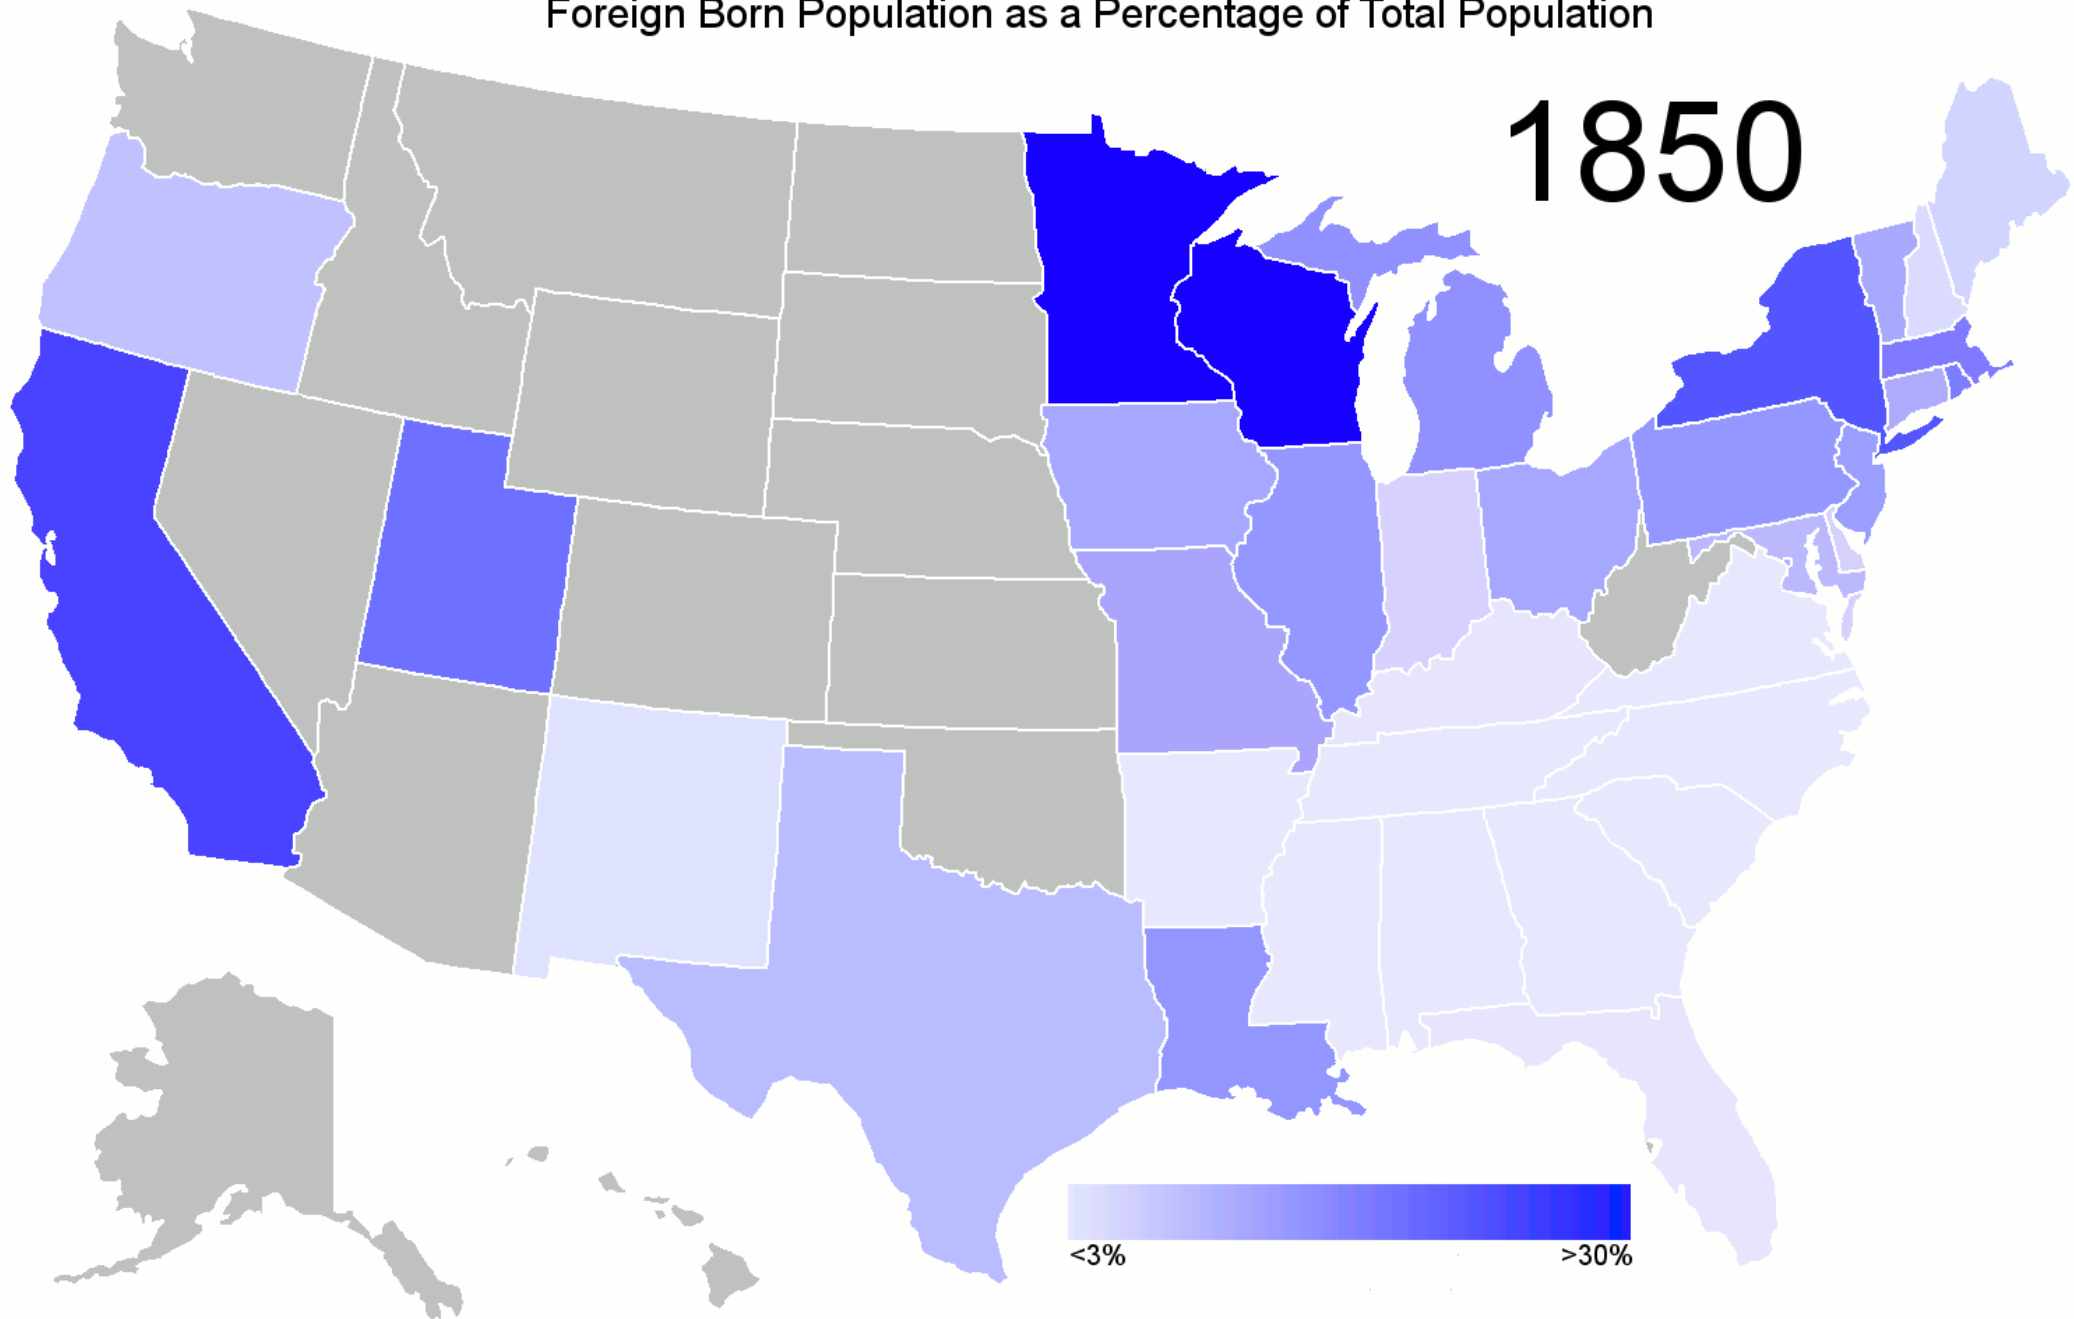 Foreign Born Population as a Percentage of Total Population
1850
<3% >30%